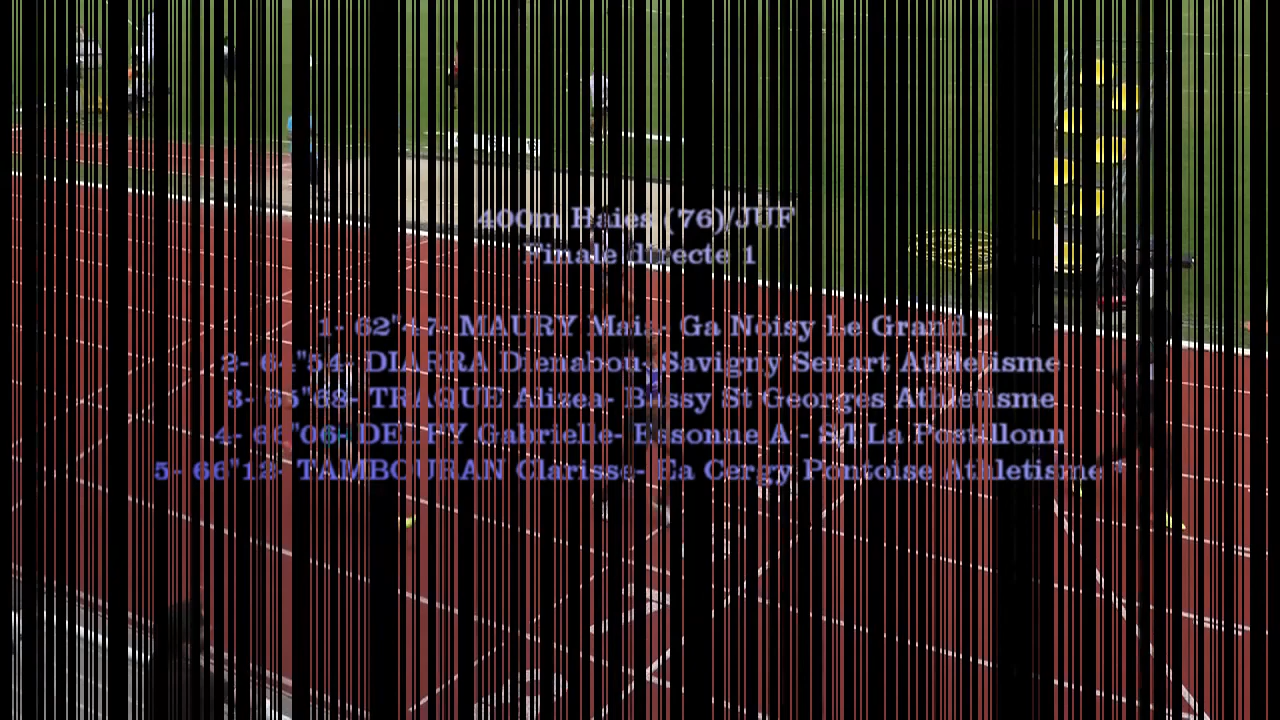 400m Haies (76)/JUF
Finale directe 1
1- 62"47- MAURY Maia- Ga Noisy Le Grand
2- DIARRA Dienabou- Savigny Senart Athletisme
3- TRAQUE Alizea- Bussy St Georges Athletisme
4- 66"06- DELPY Gabrielle- Essonne A - S/l La Postillonn
5- 66"12- TAMBOURAN Clarisse- Ea Cergy Pontoise Athletisme *